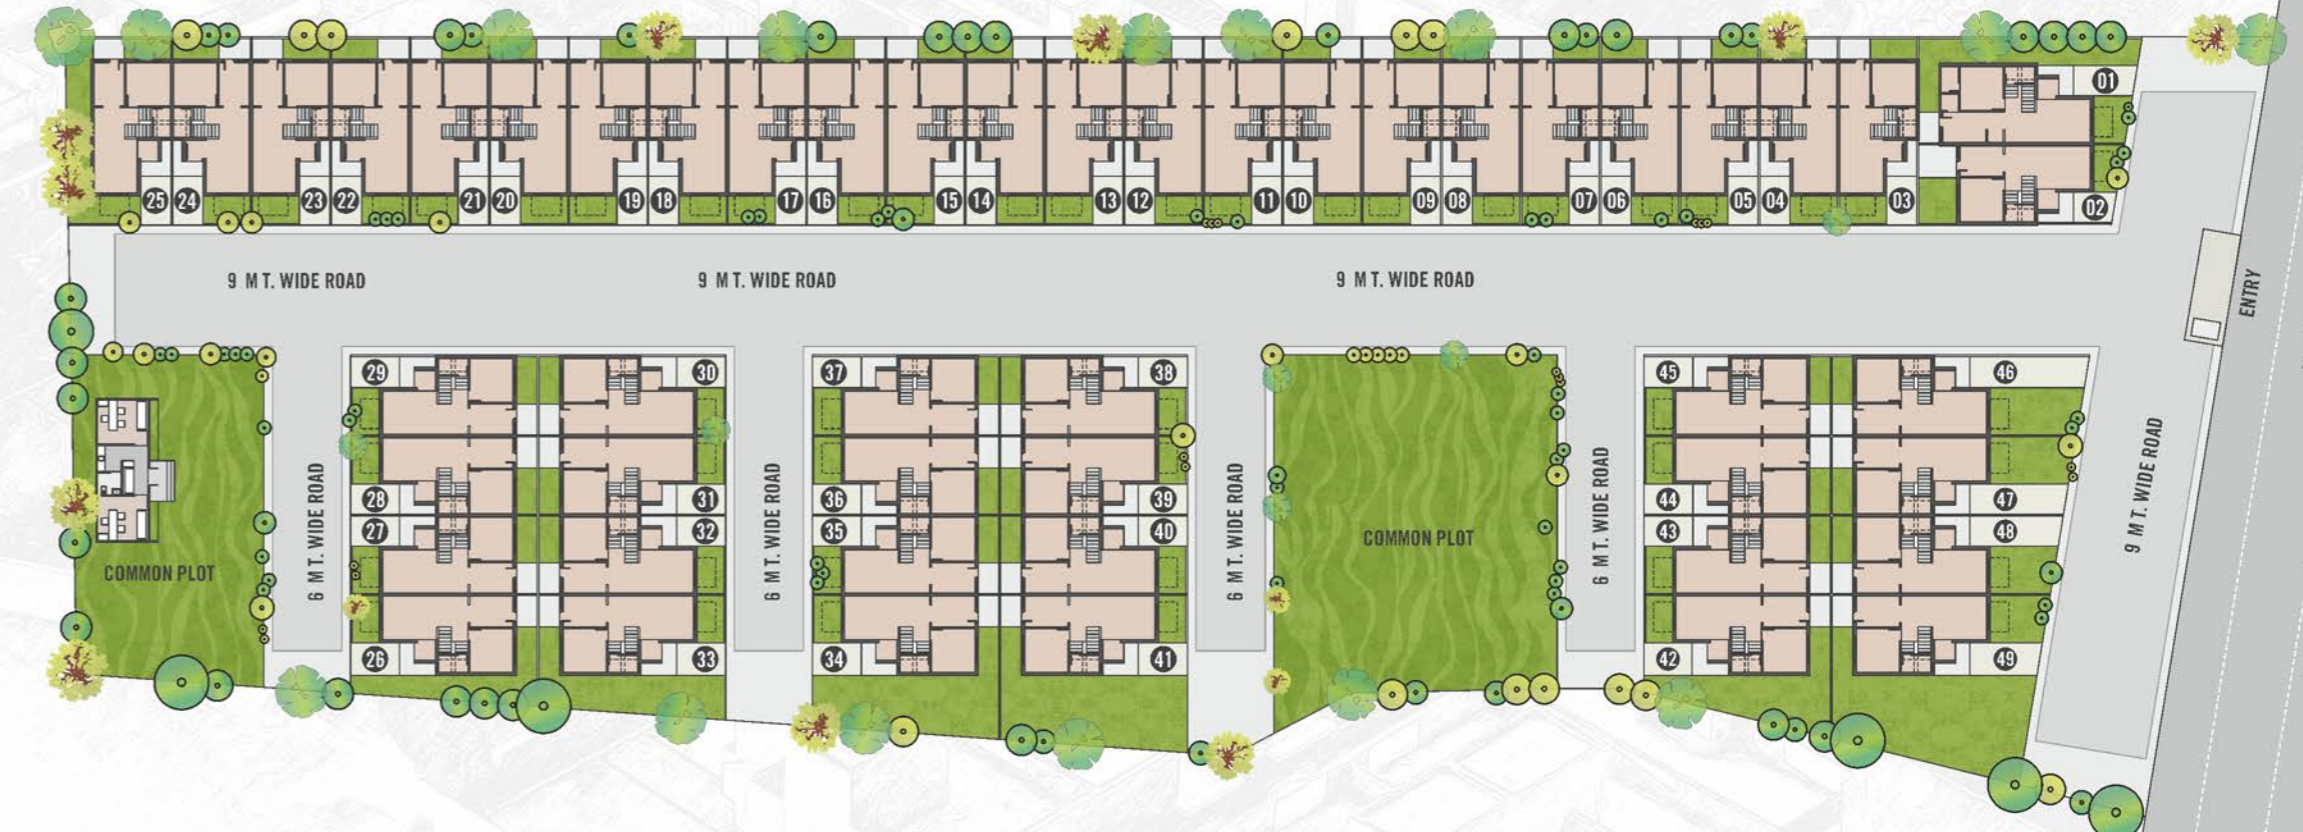 01
25 24 23 22 21 20 19 18 17 16 15 14 13 12 11 10 09 08 07 06 05 04 03 02
9 MT. WIDE ROAD 9 MT. WIDE ROAD 9 MT. WIDE ROAD
ENTRY
29 30 37 38 45 46
28 31 36 39 44 47
27 32 35 40 43 48
6 MT. WIDE ROAD 6 MT. WIDE ROAD 6 MT. WIDE ROAD 6 MT. WIDE ROAD 9 MT. WIDE ROAD
COMMON PLOT
COMMON PLOT
26 33 34 41 42 49